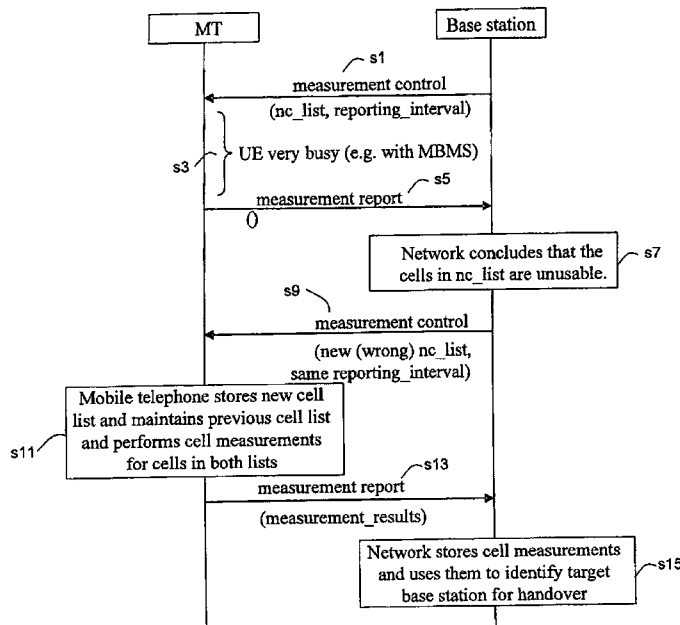 MT
Base station
s1
measurement control
(nc_list, reporting_interval)
s3
UE very busy (e.g. with MBMS)
s5
measurement report
()
Network concludes that the
cells in nc_list are unusable.
s7
s9
measurement control
(new (wrong) nc_list,
same reporting_interval)
Mobile telephone stores new cell
list and maintains previous cell list
and performs cell measurements
for cells in both lists
s11
s13
measurement report
(measurement_results)
Network stores cell measurements
and uses them to identify target
base station for handover
s15